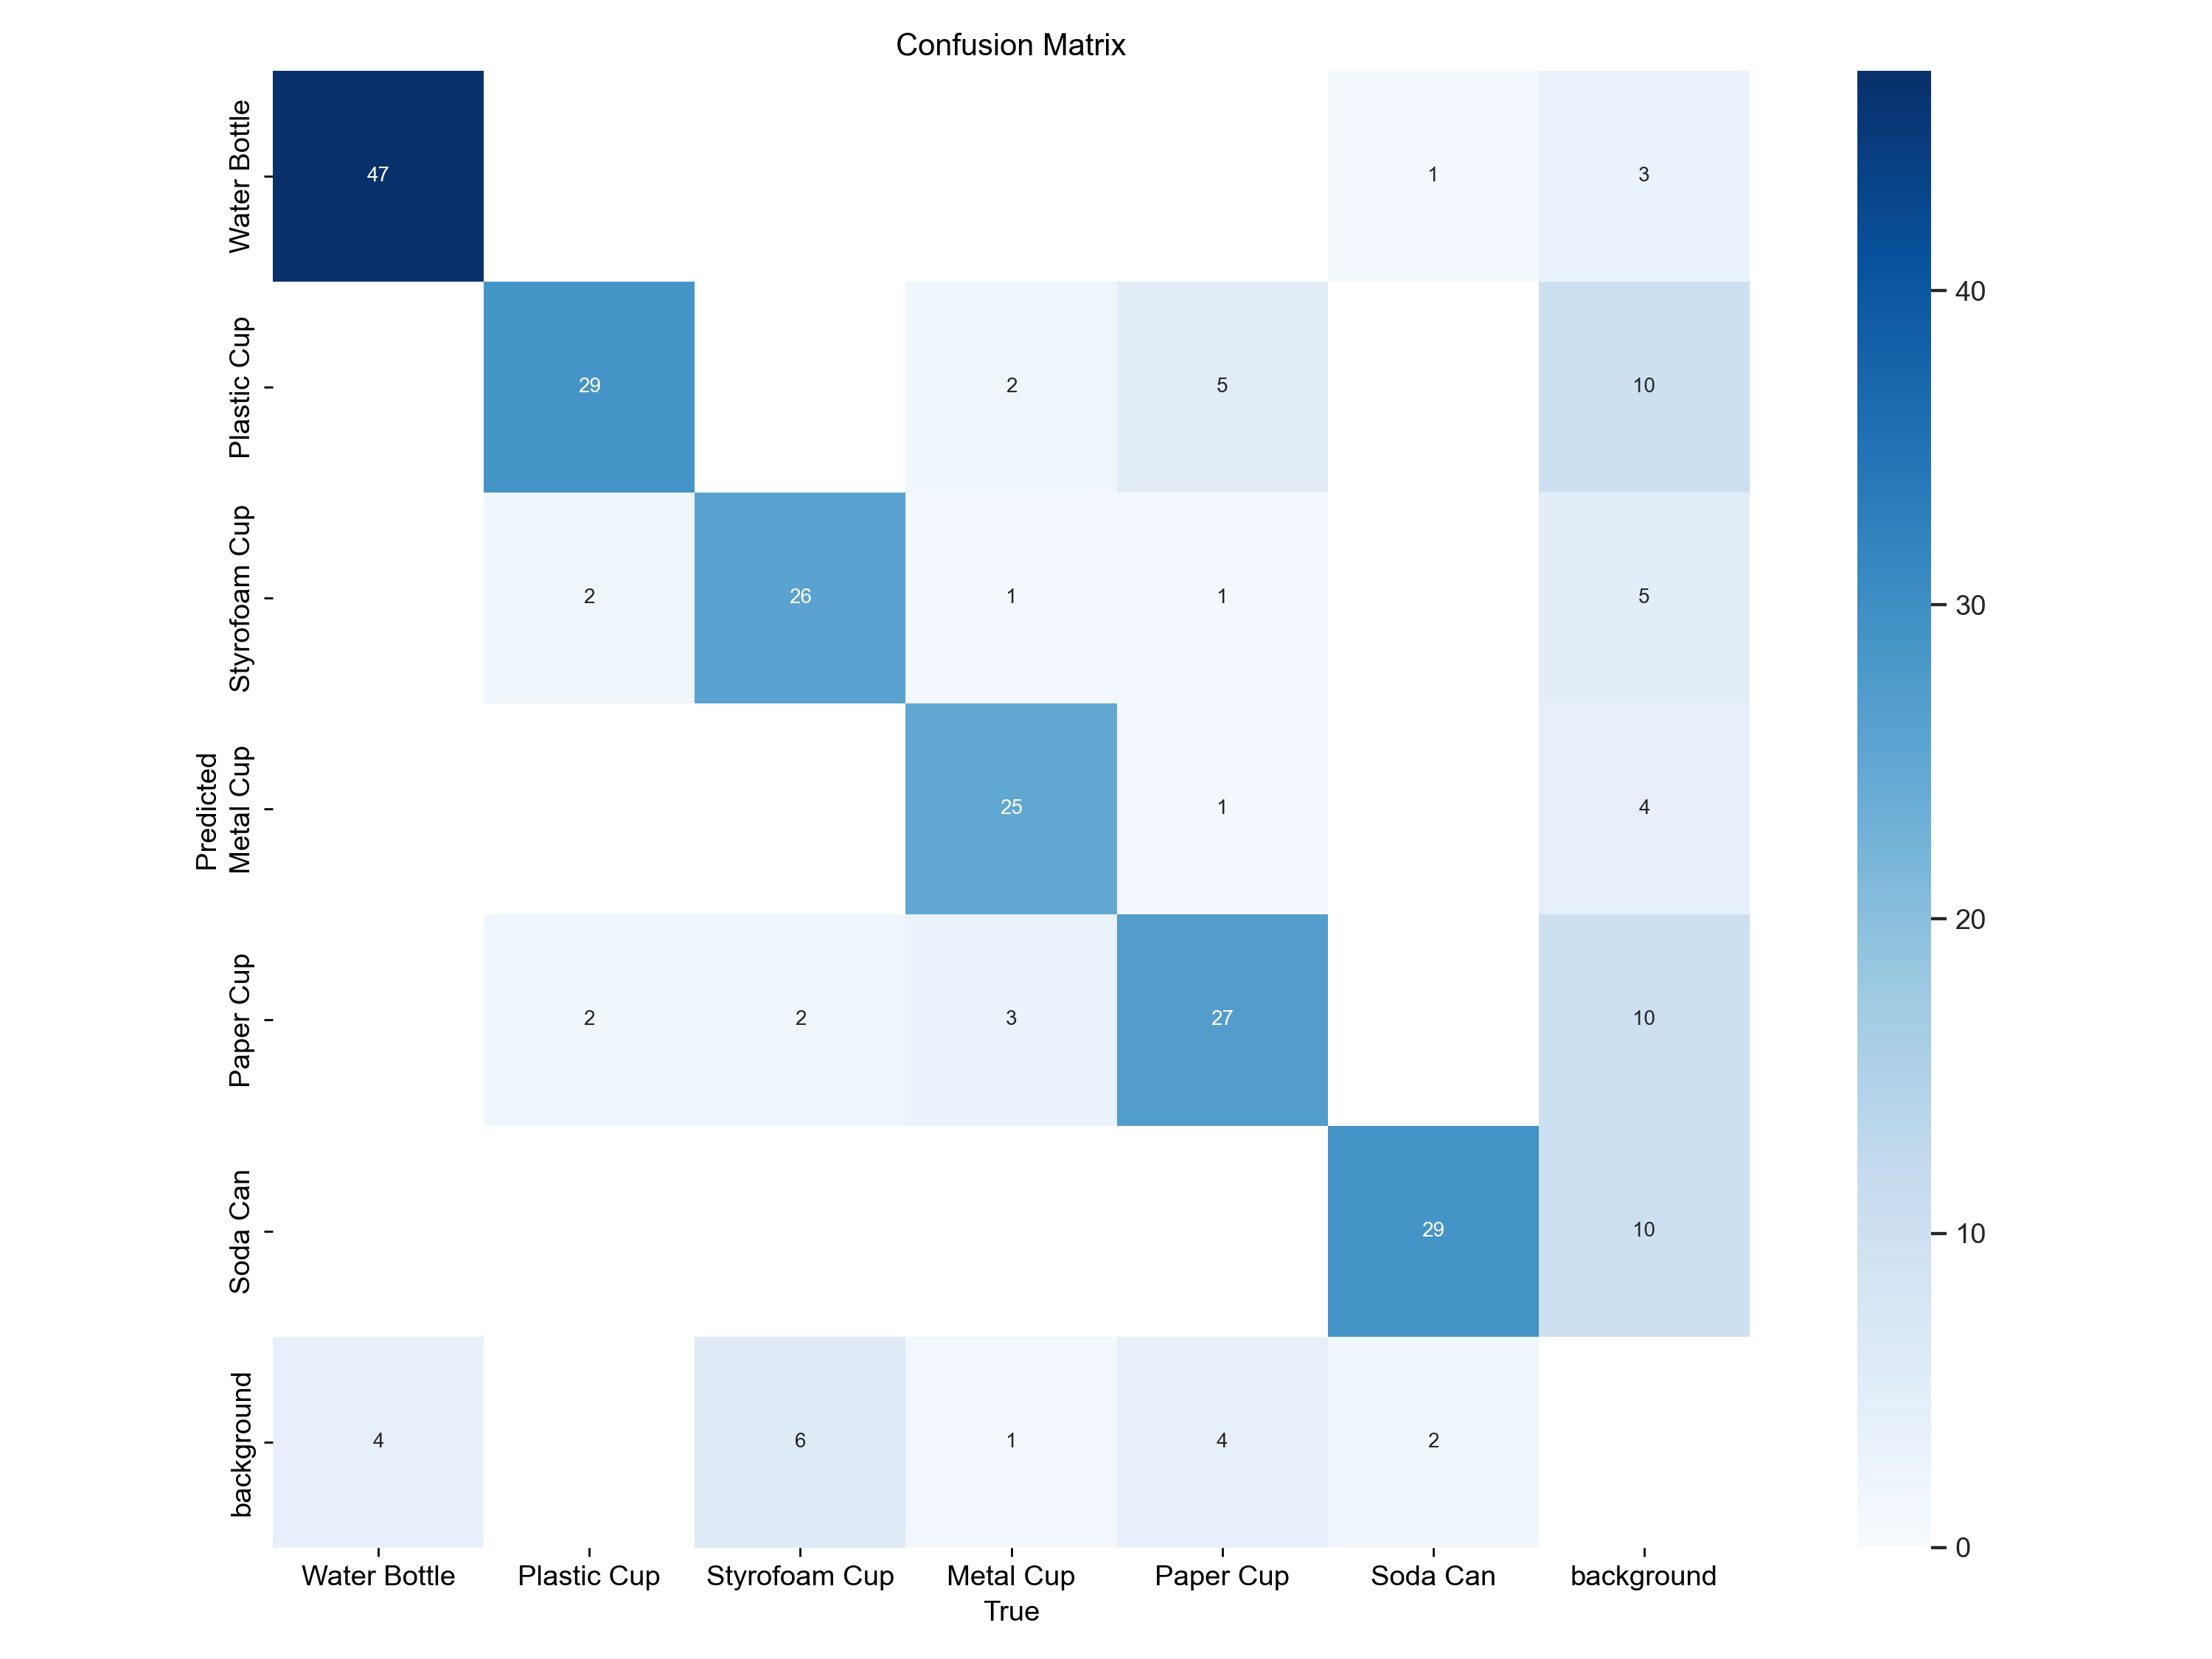 Confusion Matrix
Water Bottle
47
1
3
40
Plastic Cup
29
2
5
10
30
Styrofoam Cup
2
26
1
1
5
Predicted
Metal Cup
25
1
4
20
Paper Cup
2
2
3
27
10
Soda Can
29
10
10
background
4
6
1
4
2
0
Water Bottle
Plastic Cup
Styrofoam Cup
Metal Cup
Paper Cup
Soda Can
background
True